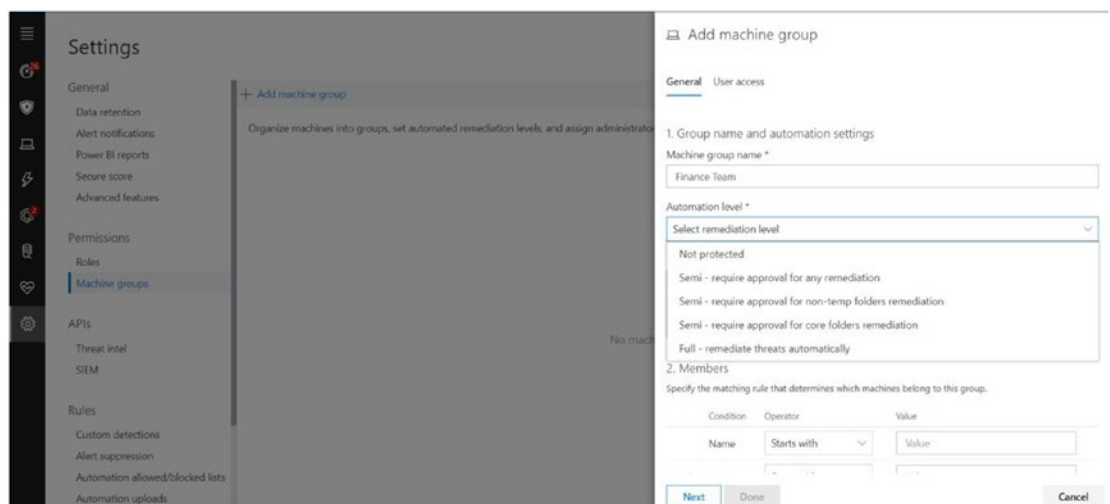 Settings
26
2
General
Data retention
Alert notifications
Power BI reports
Secure score
Advanced features
Permissions
Roles
Machine groups
APIs
Threat intel
SIEM
Rules
Custom detections
Alert suppression
Automation allowed/blocked lists
Automation uploads
+ Add machine group
Organize machines into groups, set automated remediation levels, and assign administrato
No mach
Add machine group
General User access
1. Group name and automation settings
Machine group name *
Finance Team
Automation level *
Select remediation level
Not protected
Semi - require approval for any remediation
Semi - require approval for non-temp folders remediation
Semi - require approval for core folders remediation
Full - remediate threats automatically
2. Members
Specify the matching rule that determines which machines belong to this group.
Condition Operator Value
Name Starts with Value
Next Done Cancel